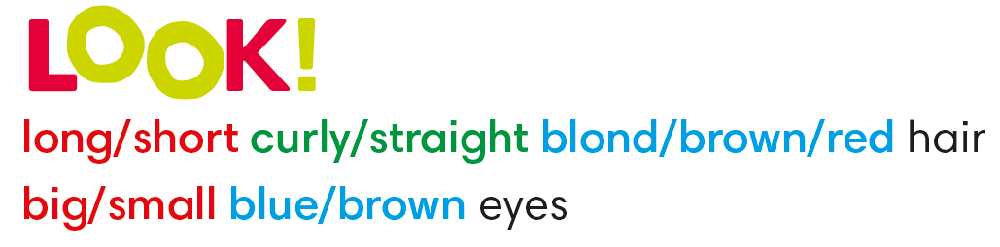 LOOK!
long/short curly/straight blond/brown/red hair
big/small blue/brown eyes